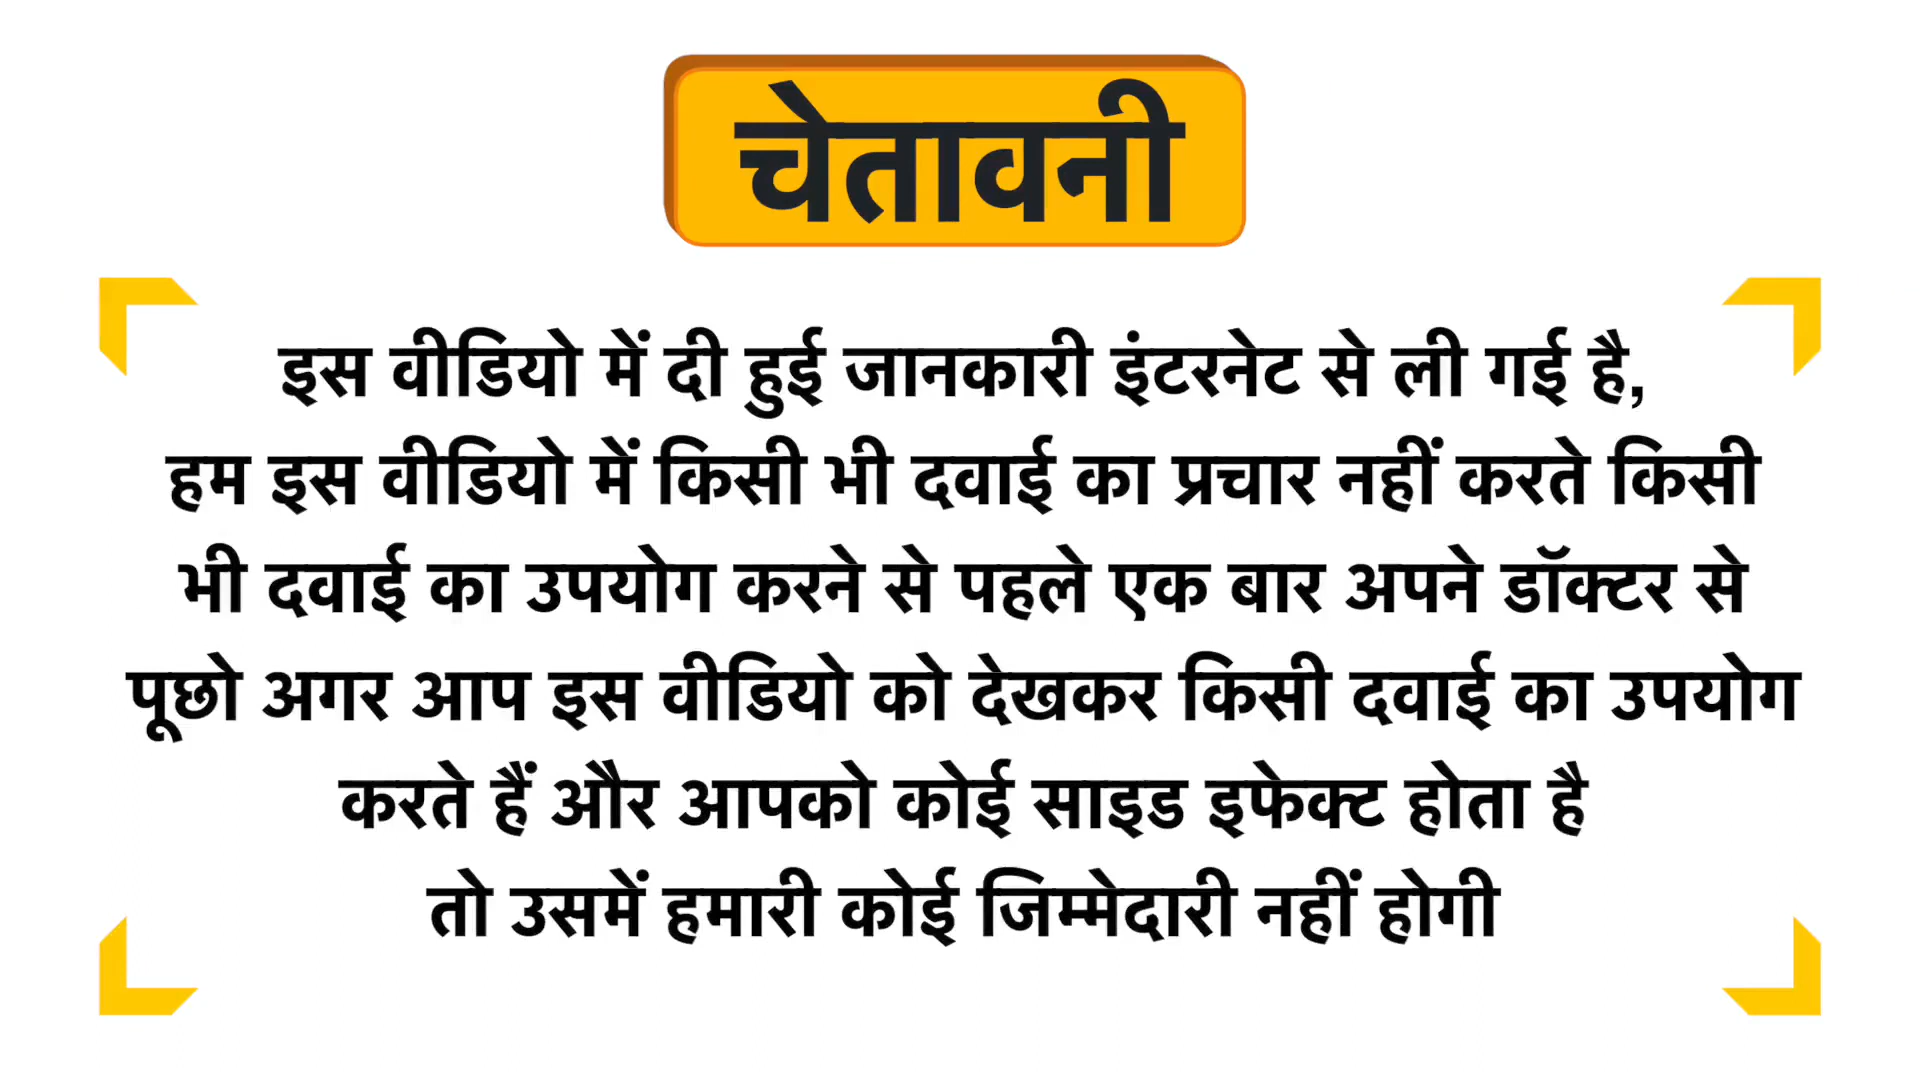 चेतावनी
इस वीडियो में दी हुई जानकारी इंटरनेट से ली गई है,
हम इस वीडियो में किसी भी दवाई का प्रचार नहीं करते किसी
भी दवाई का उपयोग करने से पहले एक बार अपने डॉक्टर से
पूछो अगर आप इस वीडियो को देखकर किसी दवाई का उपयोग
करते हैं और आपको कोई साइड इफेक्ट होता है
तो उसमें हमारी कोई जिम्मेदारी नहीं होगी